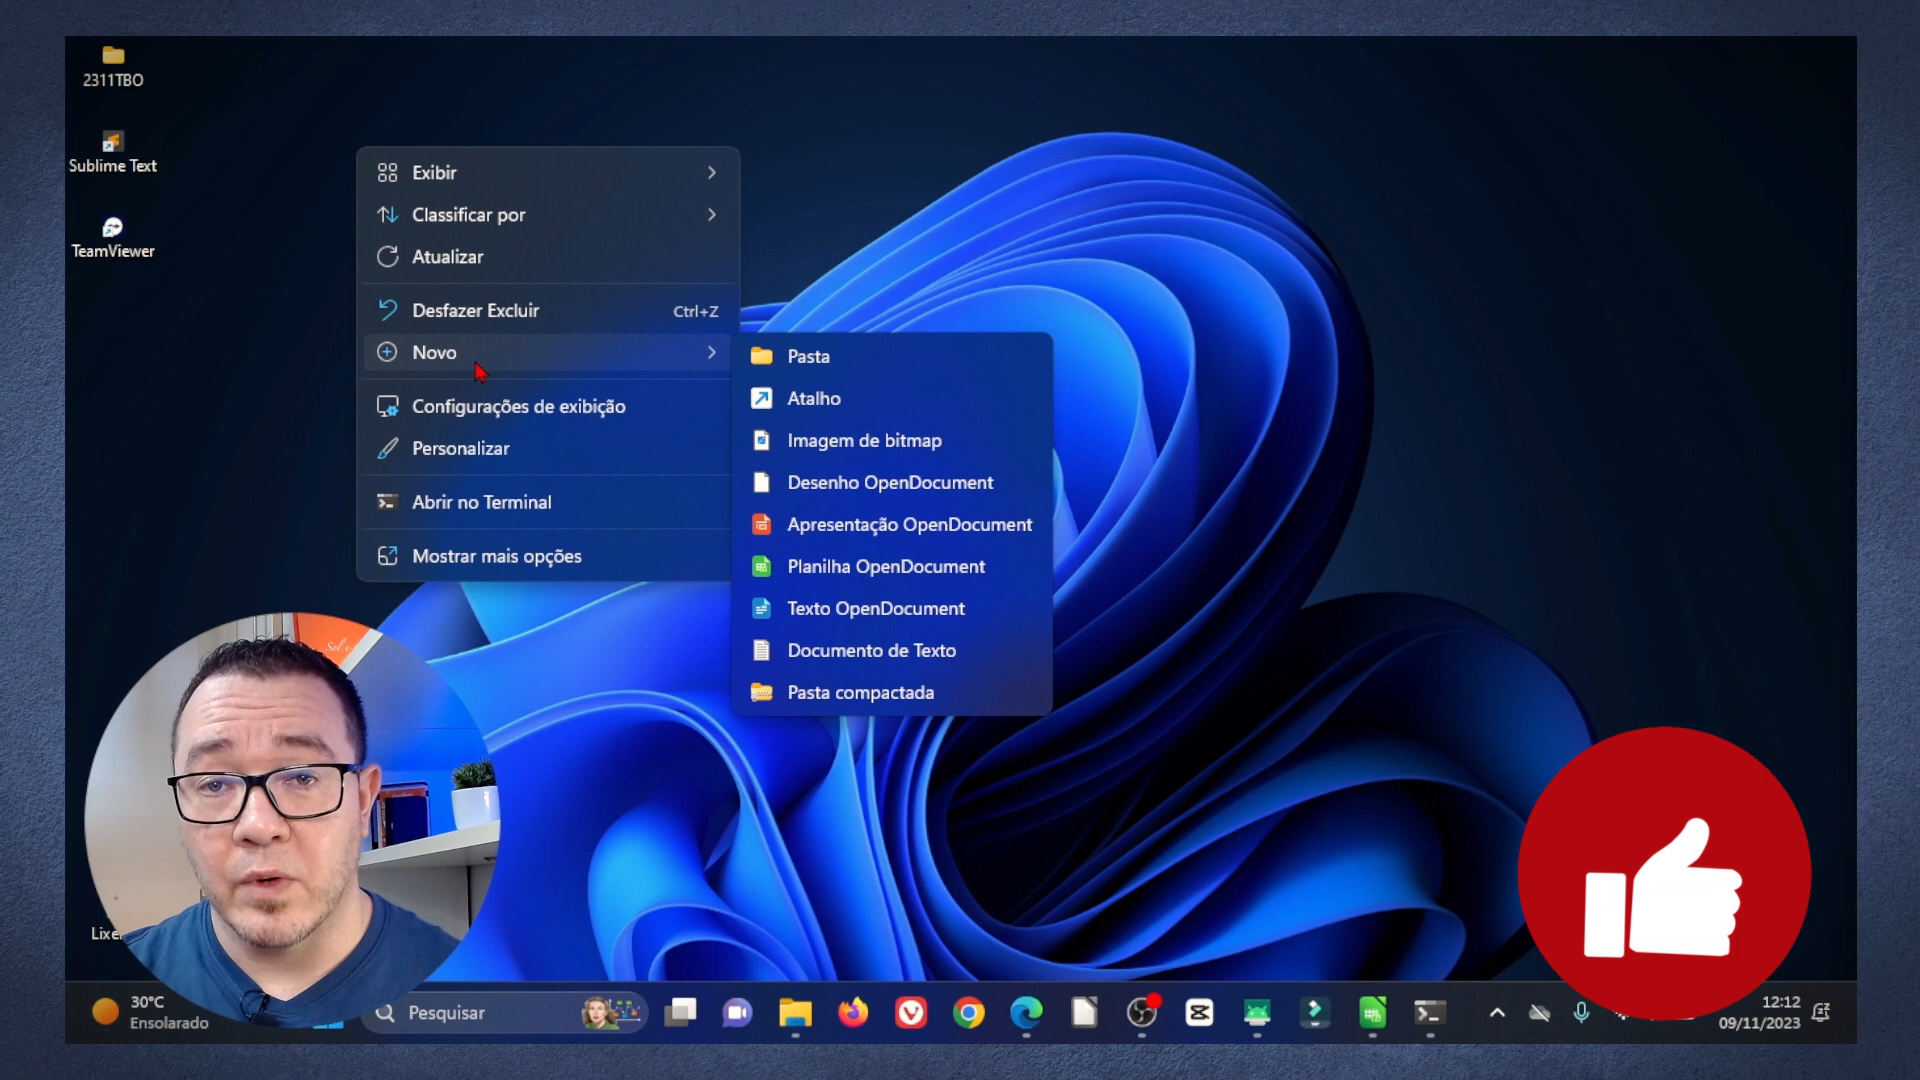 2311TBO
Sublime Text
TeamViewer
Exibir
Classificar por
Atualizar
Desfazer Excluir Ctrl+Z
Novo
Configurações de exibição
Personalizar
Abrir no Terminal
Mostrar mais opções
Pasta
Atalho
Imagem de bitmap
Desenho OpenDocument
Apresentação OpenDocument
Planilha OpenDocument
Texto OpenDocument
Documento de Texto
Pasta compactada
Sol e
Lixe
30°C
Ensolarado
Pesquisar
12:12
09/11/2023